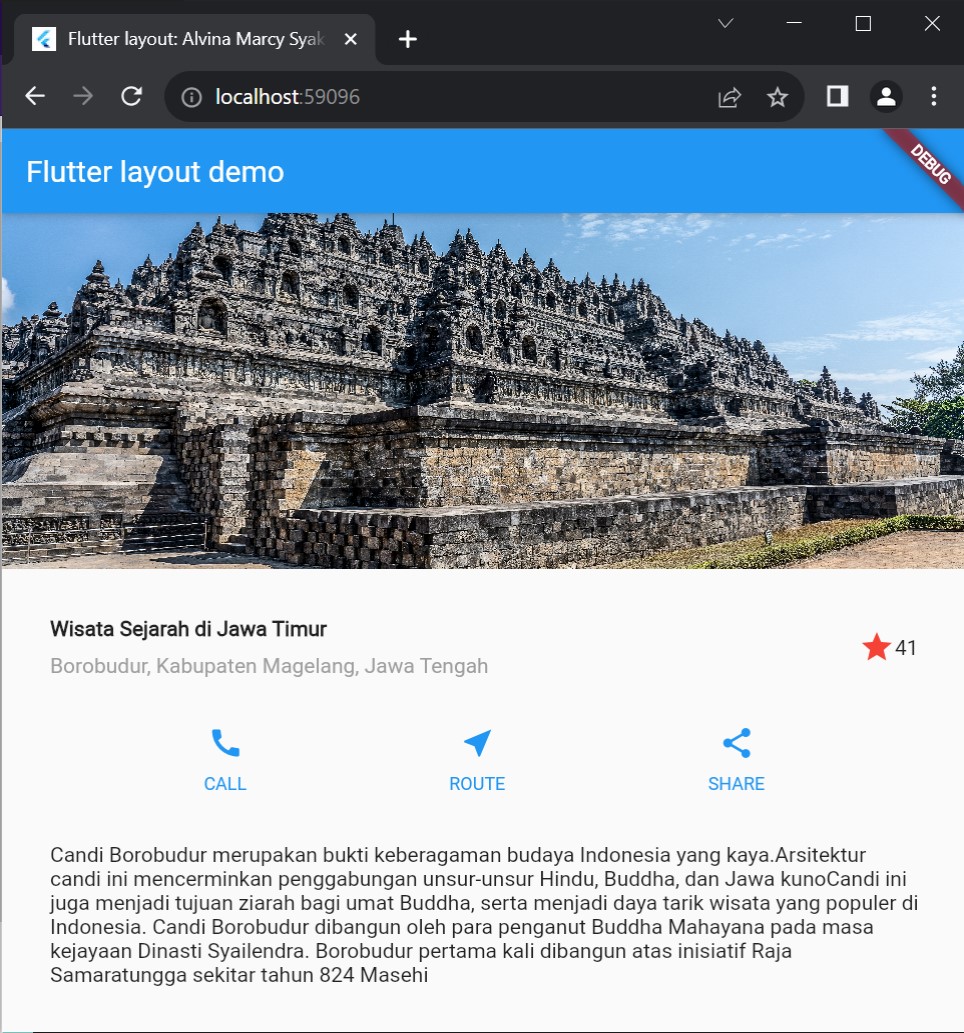 Flutter layout: Alvina Marcy Syak
localhost:59096
Flutter layout demo
DEBUG
Wisata Sejarah di Jawa Timur
Borobudur, Kabupaten Magelang, Jawa Tengah
41
CALL ROUTE SHARE
Candi Borobudur merupakan bukti keberagaman budaya Indonesia yang kaya.Arsitektur
candi ini mencerminkan penggabungan unsur-unsur Hindu, Buddha, dan Jawa kunoCandi ini
juga menjadi tujuan ziarah bagi umat Buddha, serta menjadi daya tarik wisata yang populer di
Indonesia. Candi Borobudur dibangun oleh para penganut Buddha Mahayana pada masa
kejayaan Dinasti Syailendra. Borobudur pertama kali dibangun atas inisiatif Raja
Samaratungga sekitar tahun 824 Masehi